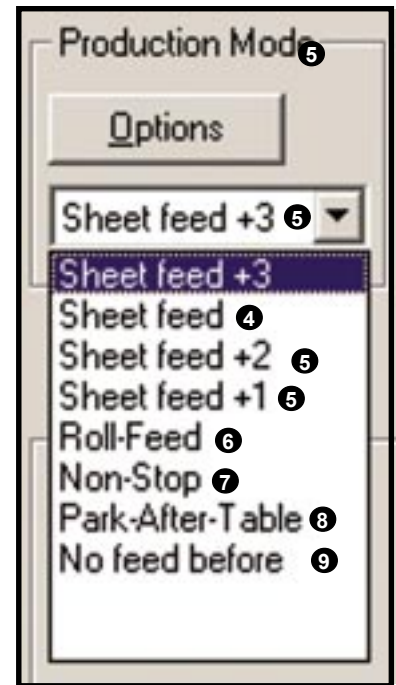 Production Mode 5
Options
Sheet feed +3 5
Sheet feed +3
Sheet feed 4
Sheet feed +2 5
Sheet feed +1 5
Roll-Feed 6
Non-Stop 7
Park-After-Table 8
No feed before 9